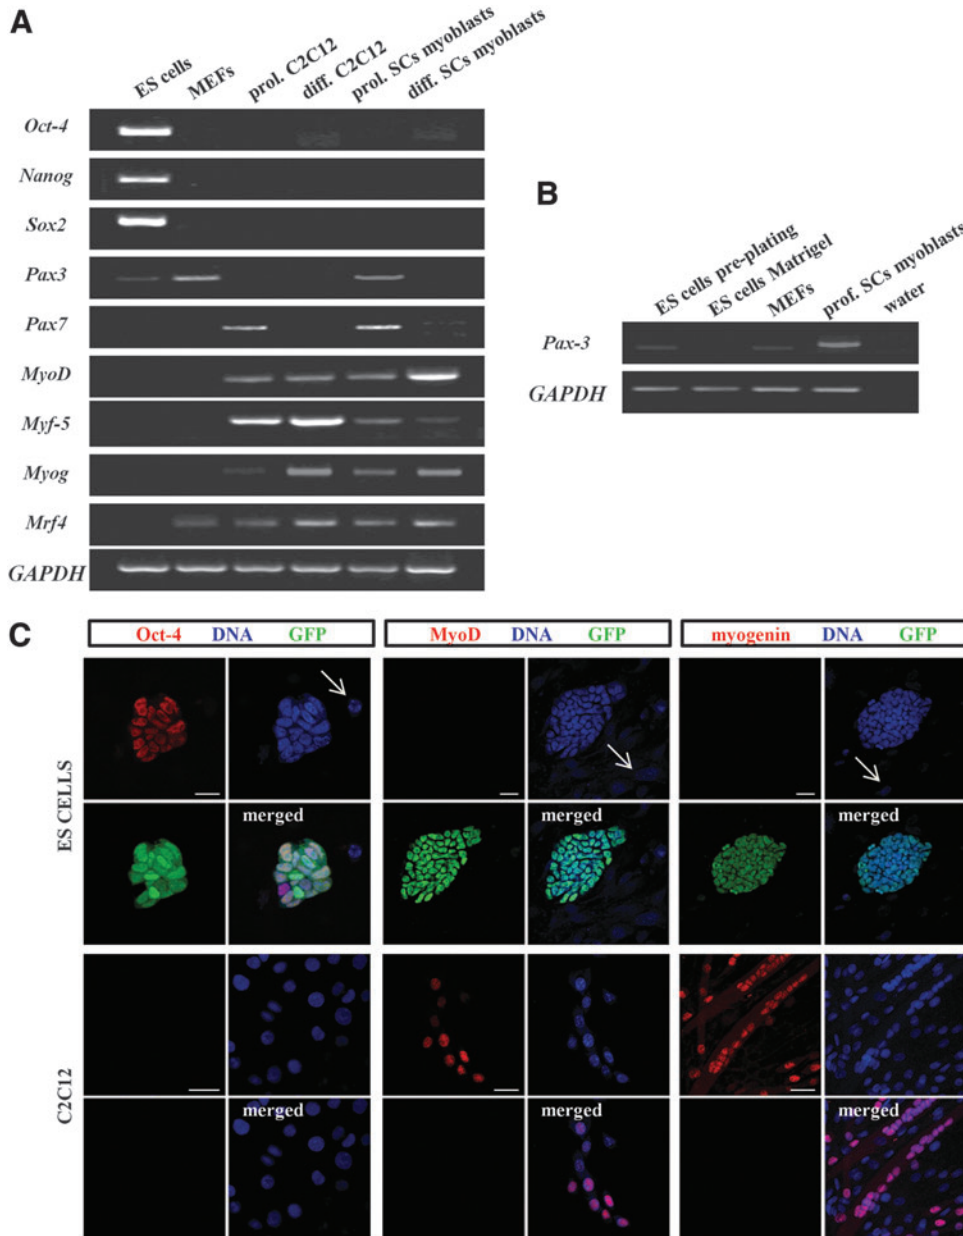 A
ES cells
MEFs
prol. C2C12
diff. C2C12
prol. SCs myoblasts
diff. SCs myoblasts
Oct-4
Nanog
Sox2
Pax3
Pax7
MyoD
Myf-5
Myog
Mrf4
GAPDH
B
ES cells pre-plating
ES cells Matrigel
MEFs
prof. SCs myoblasts
water
Pax-3
GAPDH
C
Oct-4 DNA GFP
MyoD DNA GFP
myogenin DNA GFP
ES CELLS
merged
merged
merged
C2C12
merged
merged
merged